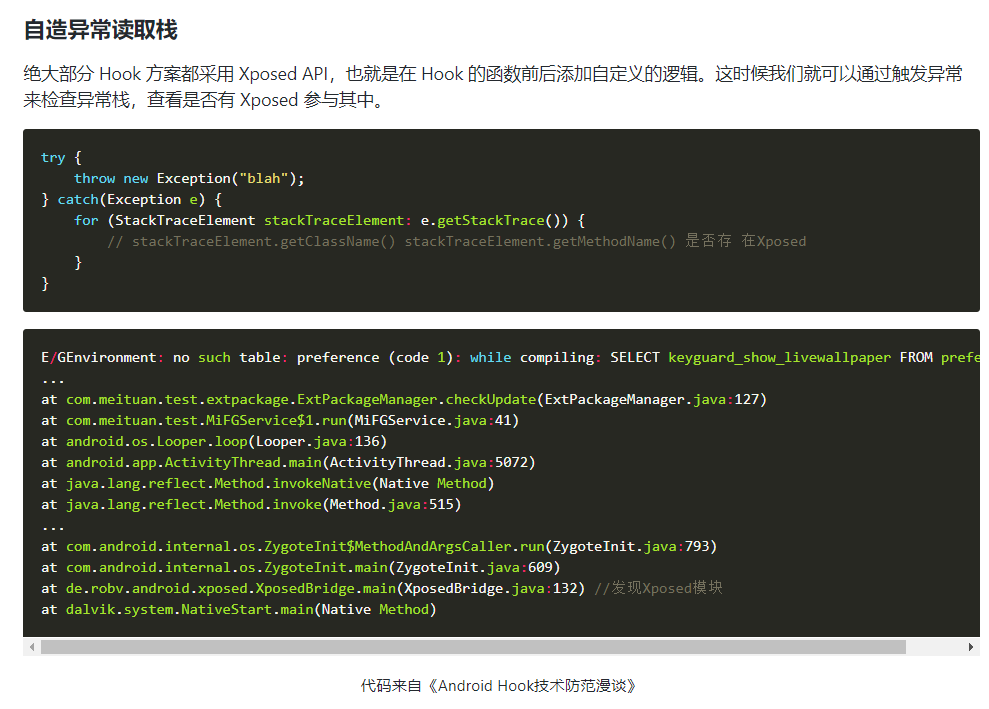 自造异常读取栈
绝大部分 Hook 方案都采用 Xposed API，也就是在 Hook 的函数前后添加自定义的逻辑。这时候我们就可以通过触发异常
来检查异常栈，查看是否有 Xposed 参与其中。
try {
    throw new Exception("blah");
} catch(Exception e) {
    for (StackTraceElement stackTraceElement: e.getStackTrace()) {
        // stackTraceElement.getClassName() stackTraceElement.getMethodName() 是否存 在Xposed
    }
}
E/GEnvironment: no such table: preference (code 1): while compiling: SELECT keyguard_show_livewallpaper FROM prefe
...
at com.meituan.test.extpackage.ExtPackageManager.checkUpdate(ExtPackageManager.java:127)
at com.meituan.test.MiFGService$1.run(MiFGService.java:41)
at android.os.Looper.loop(Looper.java:136)
at android.app.ActivityThread.main(ActivityThread.java:5072)
at java.lang.reflect.Method.invokeNative(Native Method)
at java.lang.reflect.Method.invoke(Method.java:515)
...
at com.android.internal.os.ZygoteInit$MethodAndArgsCaller.run(ZygoteInit.java:793)
at com.android.internal.os.ZygoteInit.main(ZygoteInit.java:609)
at de.robv.android.xposed.XposedBridge.main(XposedBridge.java:132) //发现Xposed模块
at dalvik.system.NativeStart.main(Native Method)
代码来自《Android Hook技术防范漫谈》